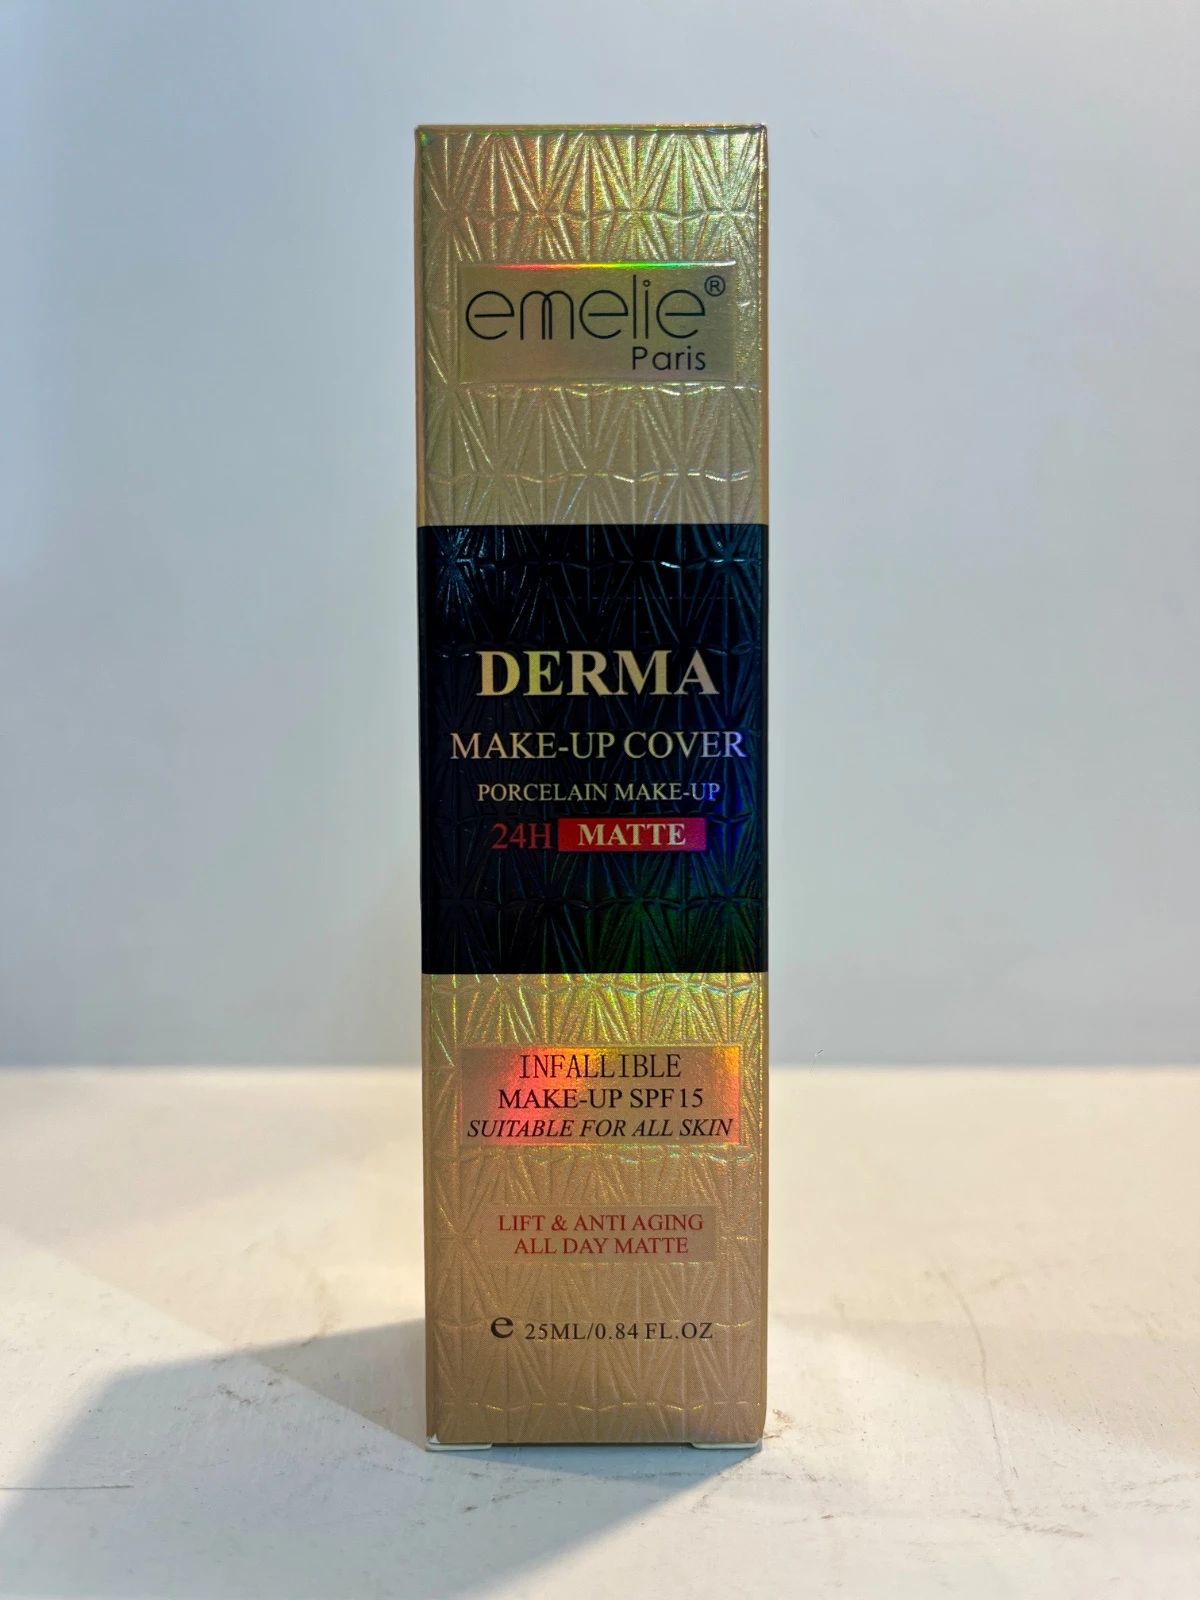 emelie®
Paris
DERMA
MAKE-UP COVER
PORCELAIN MAKE-UP
24H MATTE
INFALLIBLE
MAKE-UP SPF15
SUITABLE FOR ALL SKIN
LIFT & ANTI AGING
ALL DAY MATTE
e 25ML/0.84 FL.OZ